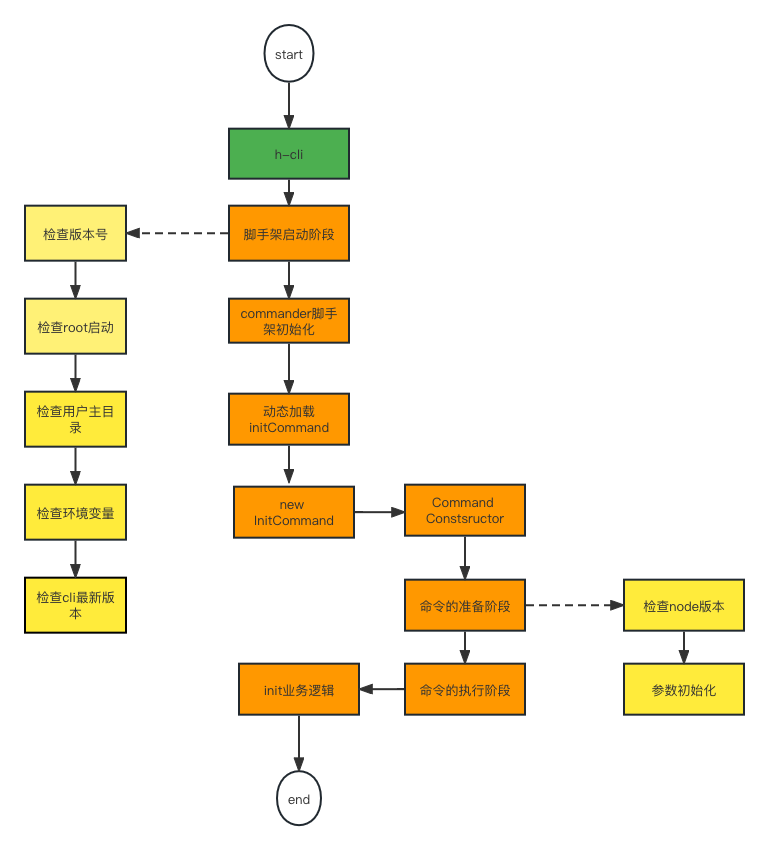 start
h-cli
检查版本号
脚手架启动阶段
检查root启动
commander脚手
架初始化
检查用户主目
录
动态加载
initCommand
检查环境变量
new
InitCommand
Command
Constsructor
检查cli最新版
本
命令的准备阶段
检查node版本
init业务逻辑
命令的执行阶段
参数初始化
end